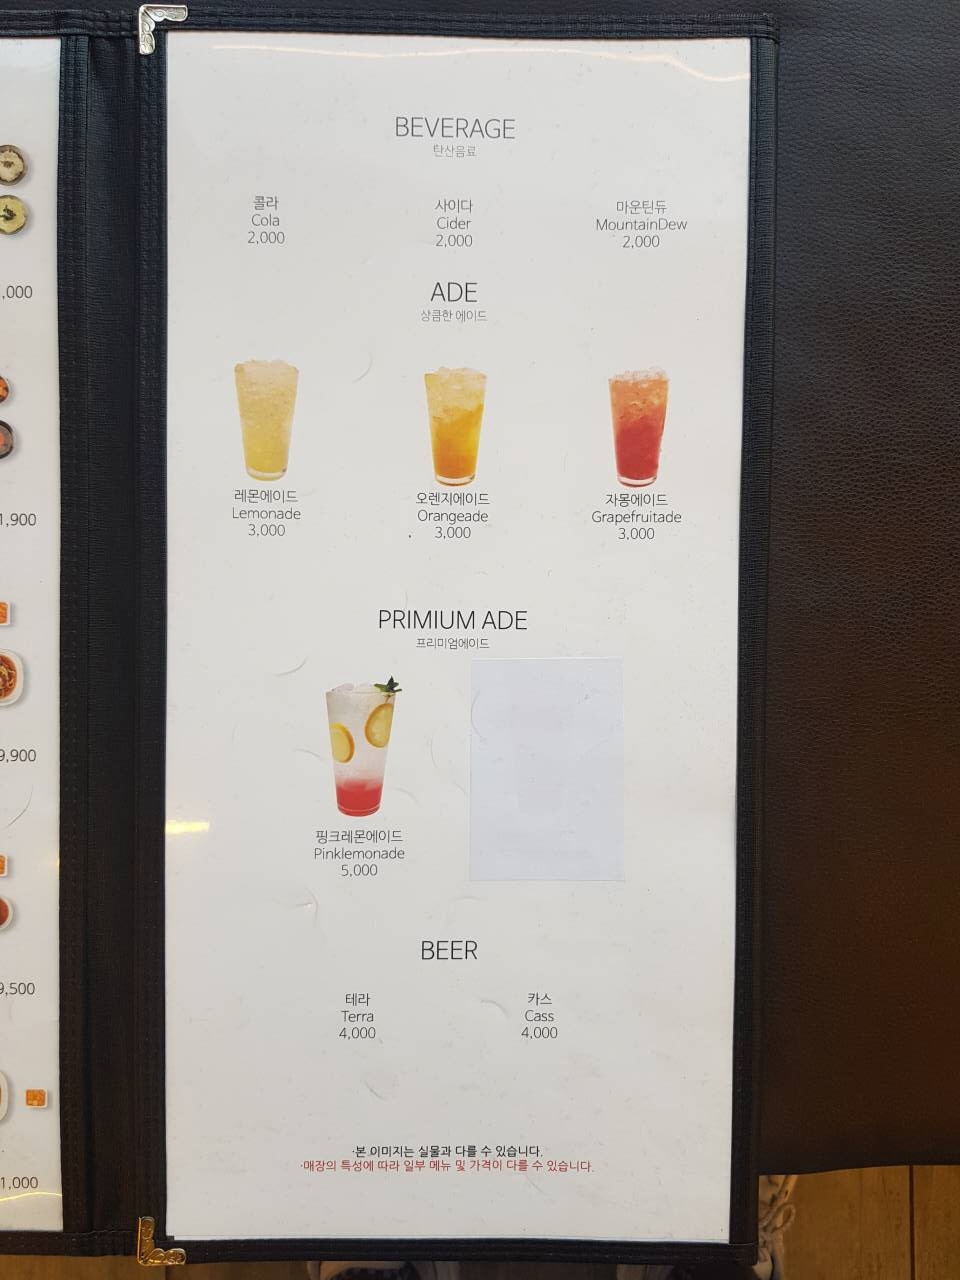 BEVERAGE
탄산음료
콜라
Cola
2,000
사이다
Cider
2,000
마운틴듀
MountainDew
2,000
ADE
상큼한 에이드
레몬에이드
Lemonade
3,000
오렌지에이드
Orangeade
3,000
자몽에이드
Grapefruitade
3,000
PRIMIUM ADE
프리미엄에이드
핑크레몬에이드
Pinklemonade
5,000
BEER
테라
Terra
4,000
카스
Cass
4,000
·본 이미지는 실물과 다를 수 있습니다.
·매장의 특성에 따라 일부 메뉴 및 가격이 다를 수 있습니다.
,000
1,900
9,900
9,500
1,000